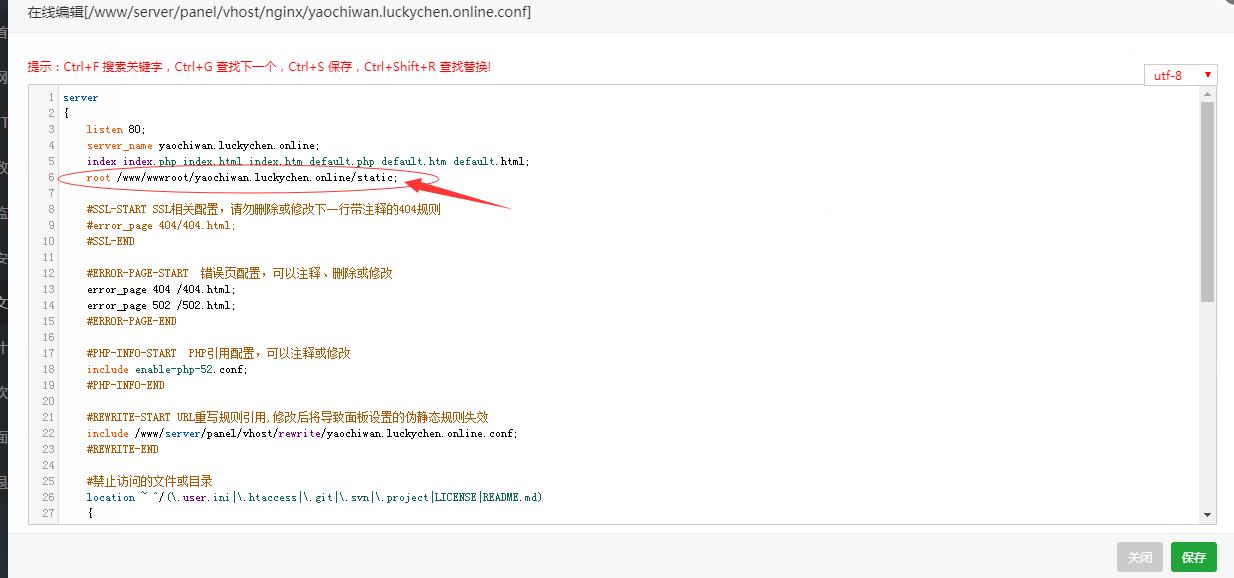 在线编辑[/www/server/panel/vhost/nginx/yaochiwan.luckychen.online.conf]
提示：Ctrl+F 搜索关键字，Ctrl+G 查找下一个，Ctrl+S 保存，Ctrl+Shift+R 查找替换!
utf-8
1 server
2 {
3 listen 80;
4 server_name yaochiwan.luckychen.online;
5 index index.php index.html index.htm default.php default.htm default.html;
6 root /www/wwwroot/yaochiwan.luckychen.online/static;
7
8 #SSL-START SSL相关配置，请勿删除或修改下一行带注释的404规则
9 #error_page 404/404.html;
10 #SSL-END
11
12 #ERROR-PAGE-START 错误页配置，可以注释、删除或修改
13 error_page 404 /404.html;
14 error_page 502 /502.html;
15 #ERROR-PAGE-END
16
17 #PHP-INFO-START PHP引用配置，可以注释或修改
18 include enable-php-52.conf;
19 #PHP-INFO-END
20
21 #REWRITE-START URL重写规则引用,修改后将导致面板设置的伪静态规则失效
22 include /www/server/panel/vhost/rewrite/yaochiwan.luckychen.online.conf;
23 #REWRITE-END
24
25 #禁止访问的文件或目录
26 location ~ ^/(\.user.ini|\.htaccess|\.git|\.svn|\.project|LICENSE|README.md)
27 {
关闭
保存